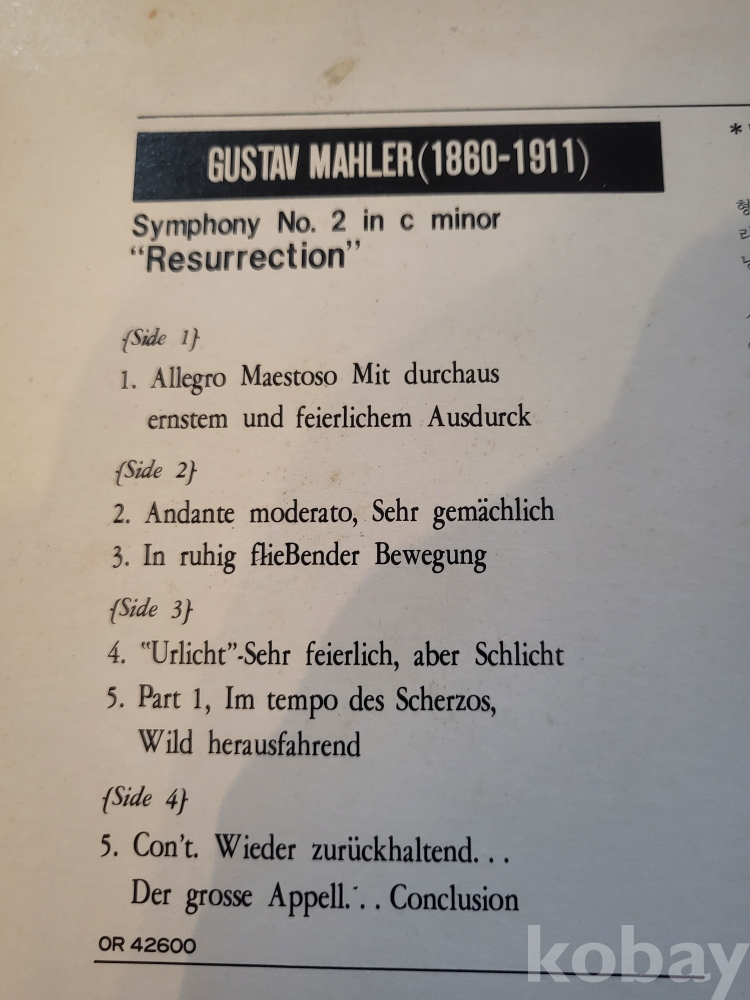 GUSTAV MAHLER(1860-1911)
Symphony No. 2 in c minor
"Resurrection"
{Side 1}
1. Allegro Maestoso Mit durchaus
ernstem und feierlichem Ausdurck
{Side 2}
2. Andante moderato, Sehr gemächlich
3. In ruhig flieBender Bewegung
{Side 3}
4. "Urlicht"-Sehr feierlich, aber Schlicht
5. Part 1, Im tempo des Scherzos,
Wild herausfahrend
{Side 4}
5. Con't. Wieder zurückhaltend...
Der grosse Appell... Conclusion
OR 42600
kobay